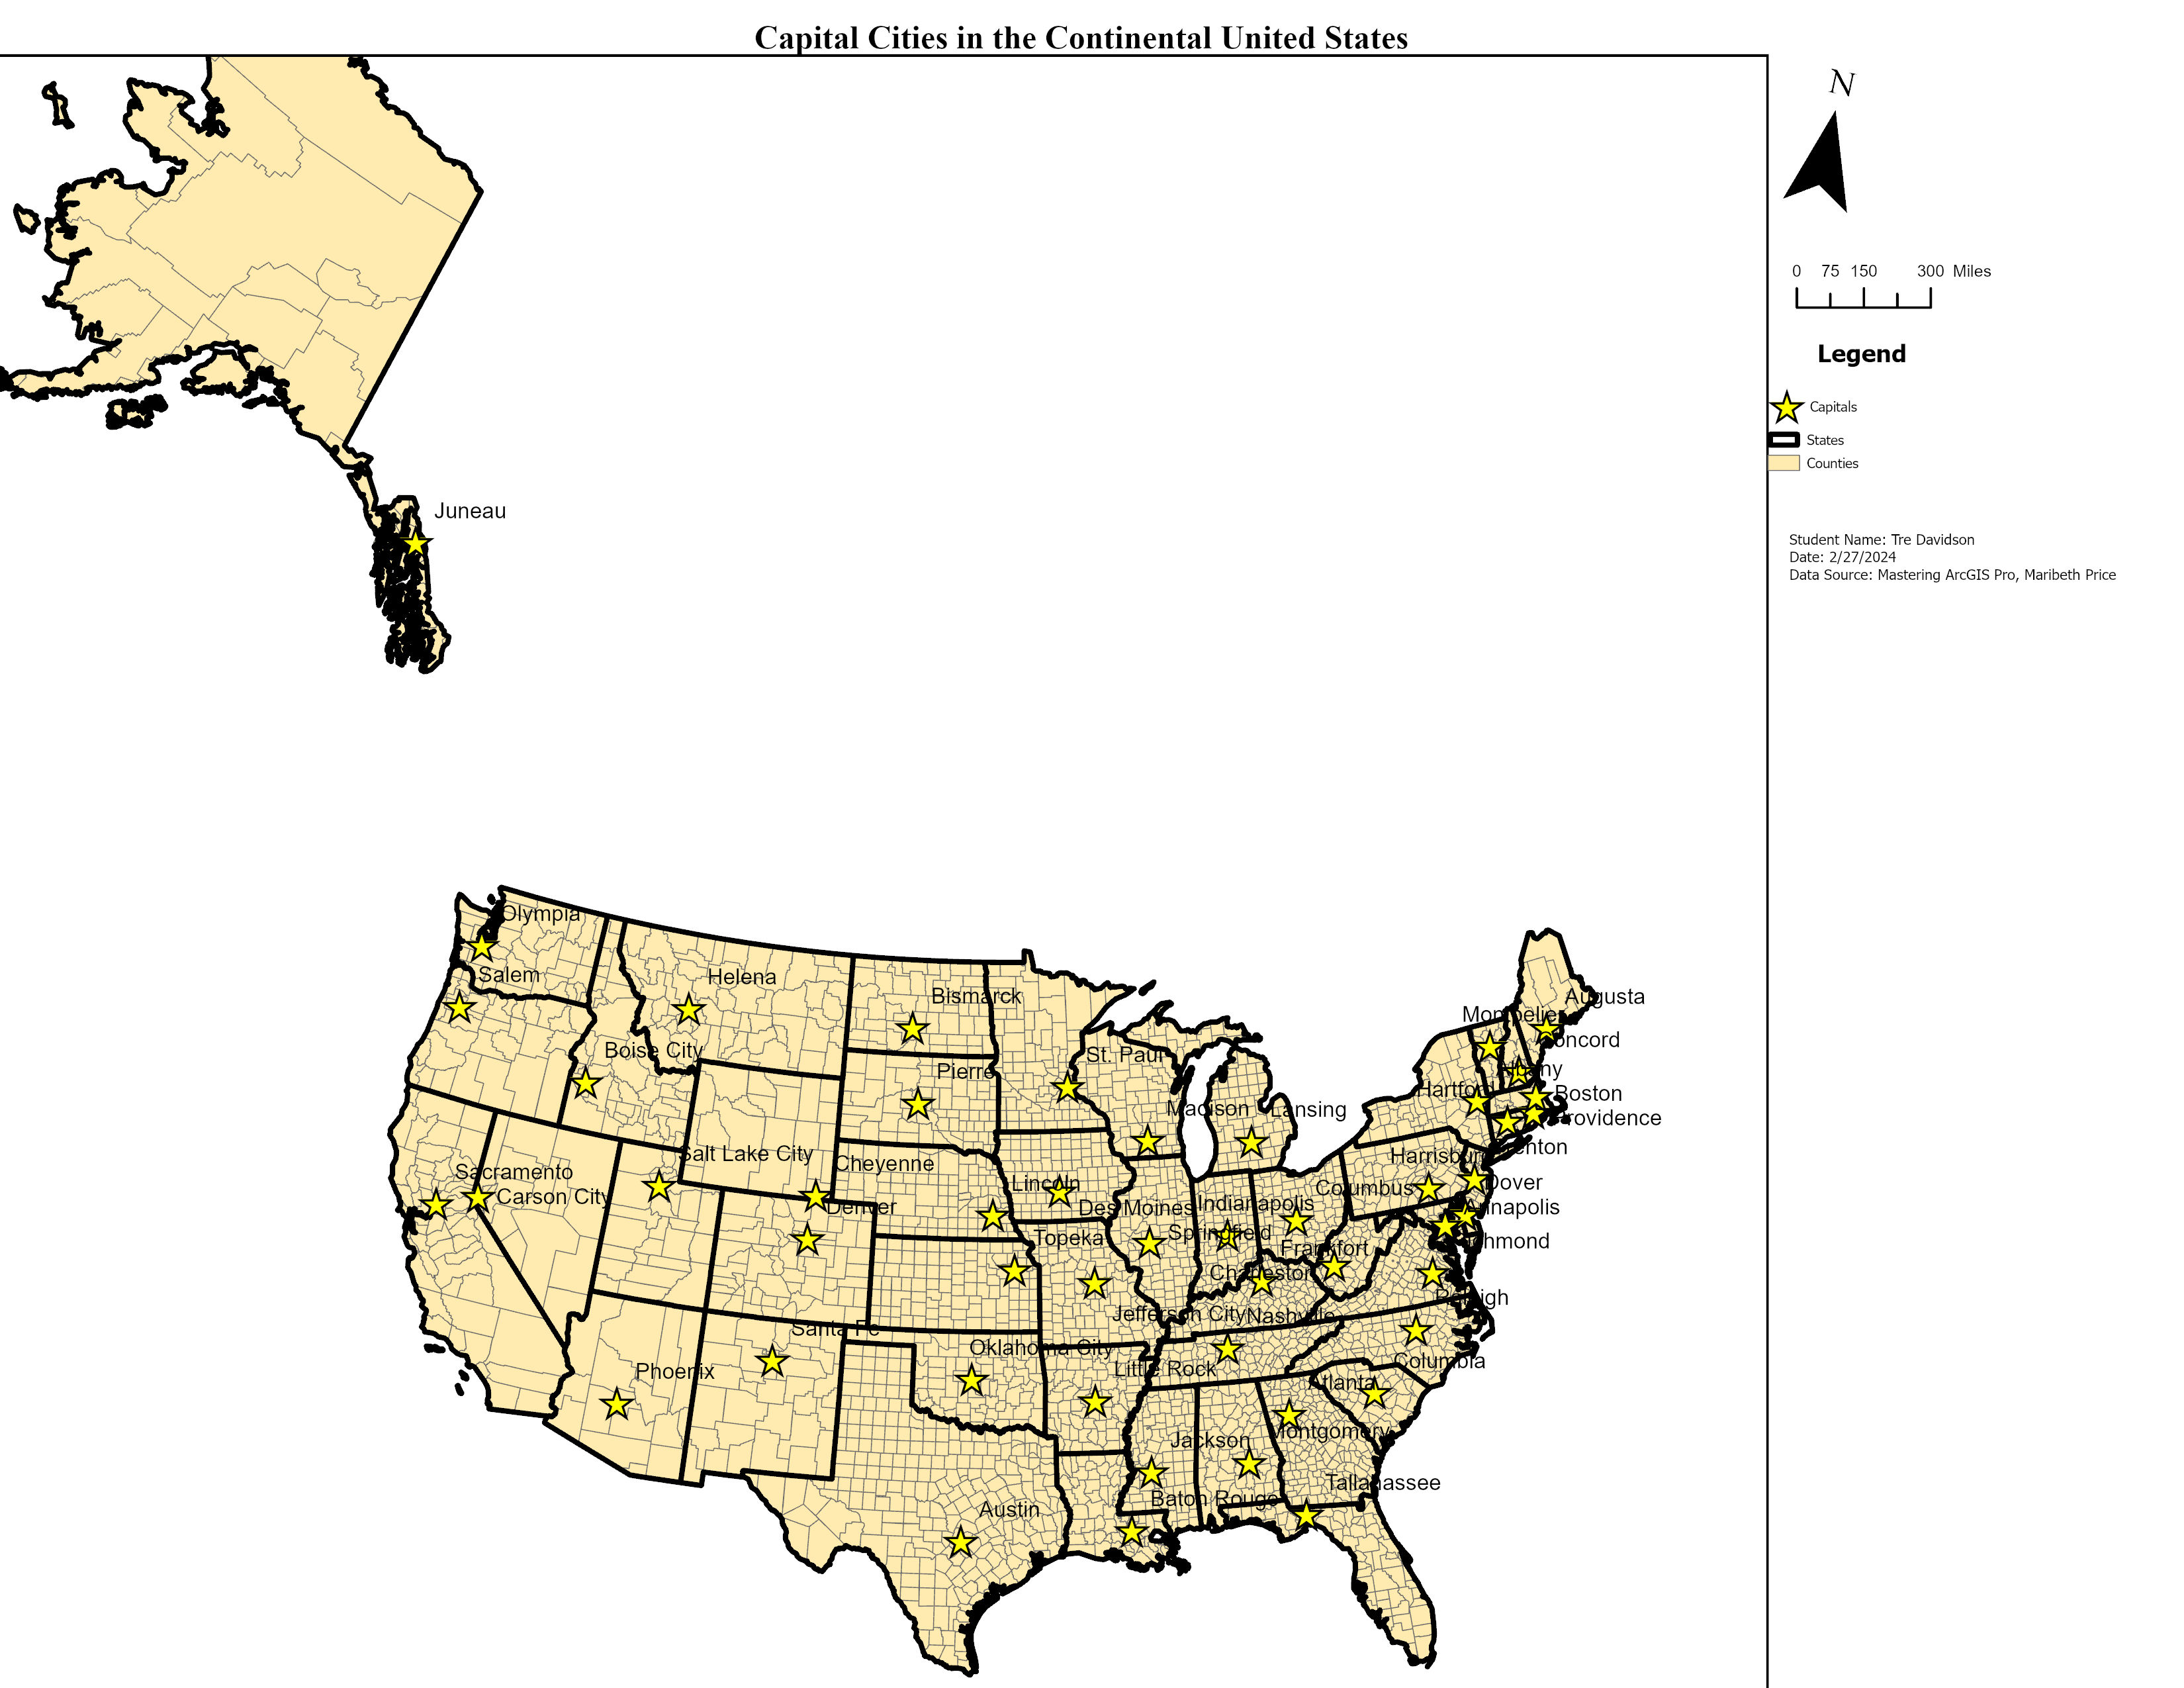 Capital Cities in the Continental United States
N
0 75 150 300 Miles
Legend
Capitals
States
Counties
Student Name: Tre Davidson
Date: 2/27/2024
Data Source: Mastering ArcGIS Pro, Maribeth Price
Juneau
Olympia
Salem
Helena
Bismarck
Augusta
Montpelier
Concord
Boise City
St. Paul
Pierre
Albany
Hartford
Boston
Madison
Lansing
Providence
Trenton
Salt Lake City
Harrisburg
Cheyenne
Sacramento
Lincoln
Columbus
Dover
Carson City
Indianapolis
Denver
Des Moines
Annapolis
Springfield
Topeka
Richmond
Frankfort
Charleston
Raleigh
Jefferson City
Nashville
Santa Fe
Oklahoma City
Columbia
Little Rock
Phoenix
Atlanta
Montgomery
Jackson
Tallahassee
Baton Rouge
Austin